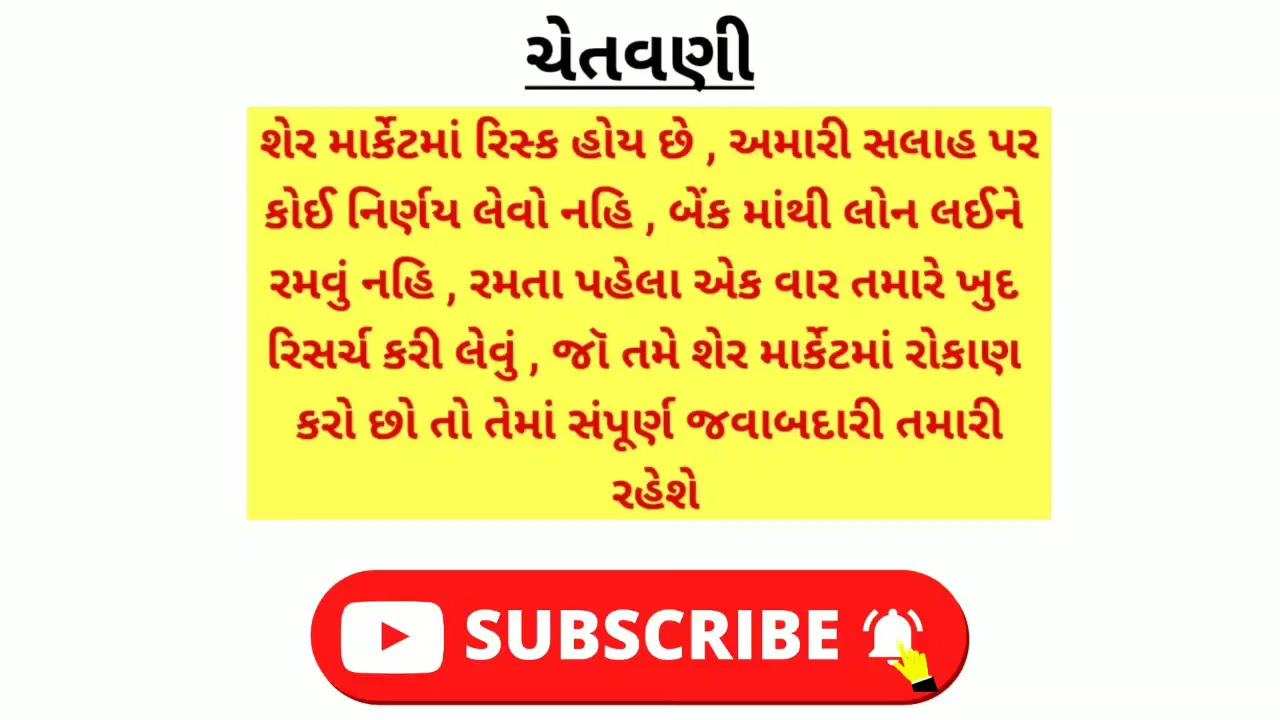 ચેતવણી
શેર માર્કેટમાં રિસ્ક હોય છે , અમારી સલાહ પર
કોઈ નિર્ણય લેવો નહિ , બેંક માંથી લોન લઈને
રમવું નહિ , રમતા પહેલા એક વાર તમારે ખુદ
રિસર્ચ કરી લેવું , જૉ તમે શેર માર્કેટમાં રોકાણ
કરો છો તો તેમાં સંપૂર્ણ જવાબદારી તમારી
રહેશે
SUBSCRIBE